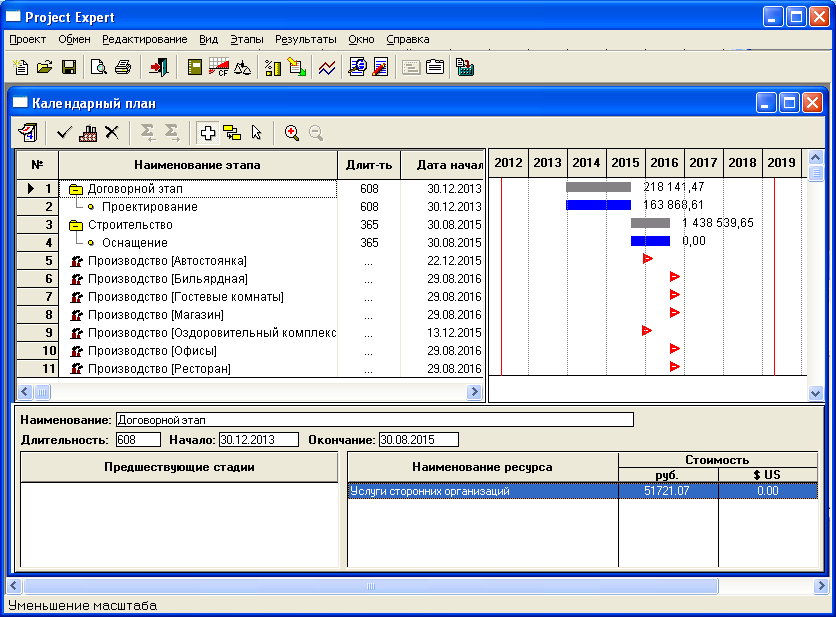 Project Expert
Проект Обмен Редактирование Вид Этапы Результаты Окно Справка
Календарный план
№ Наименование этапа Длит-ть Дата начал 2012 2013 2014 2015 2016 2017 2018 2019
1 Договорной этап 608 30.12.2013 218 141,47
2 Проектирование 608 30.12.2013 163 868,61
3 Строительство 365 30.08.2015 1 438 539,65
4 Оснащение 365 30.08.2015 0,00
5 Производство [Автостоянка] ... 22.12.2015
6 Производство [Бильярдная] ... 29.08.2016
7 Производство [Гостевые комнаты] ... 29.08.2016
8 Производство [Магазин] ... 29.08.2016
9 Производство [Оздоровительный комплекс ... 13.12.2015
10 Производство [Офисы] ... 29.08.2016
11 Производство [Ресторан] ... 29.08.2016
Наименование: Договорной этап
Длительность: 608 Начало: 30.12.2013 Окончание: 30.08.2015
Предшествующие стадии Наименование ресурса Стоимость
руб. $ US
Услуги сторонних организаций 51721.07 0.00
Уменьшение масштаба